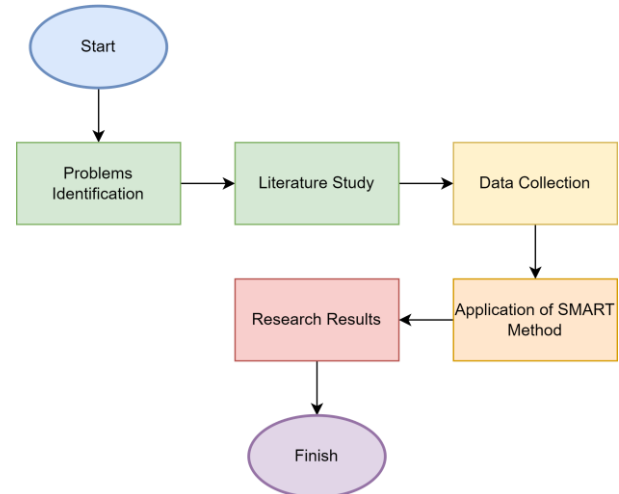 Start
Problems
Identification
Literature Study
Data Collection
Application of SMART
Method
Research Results
Finish